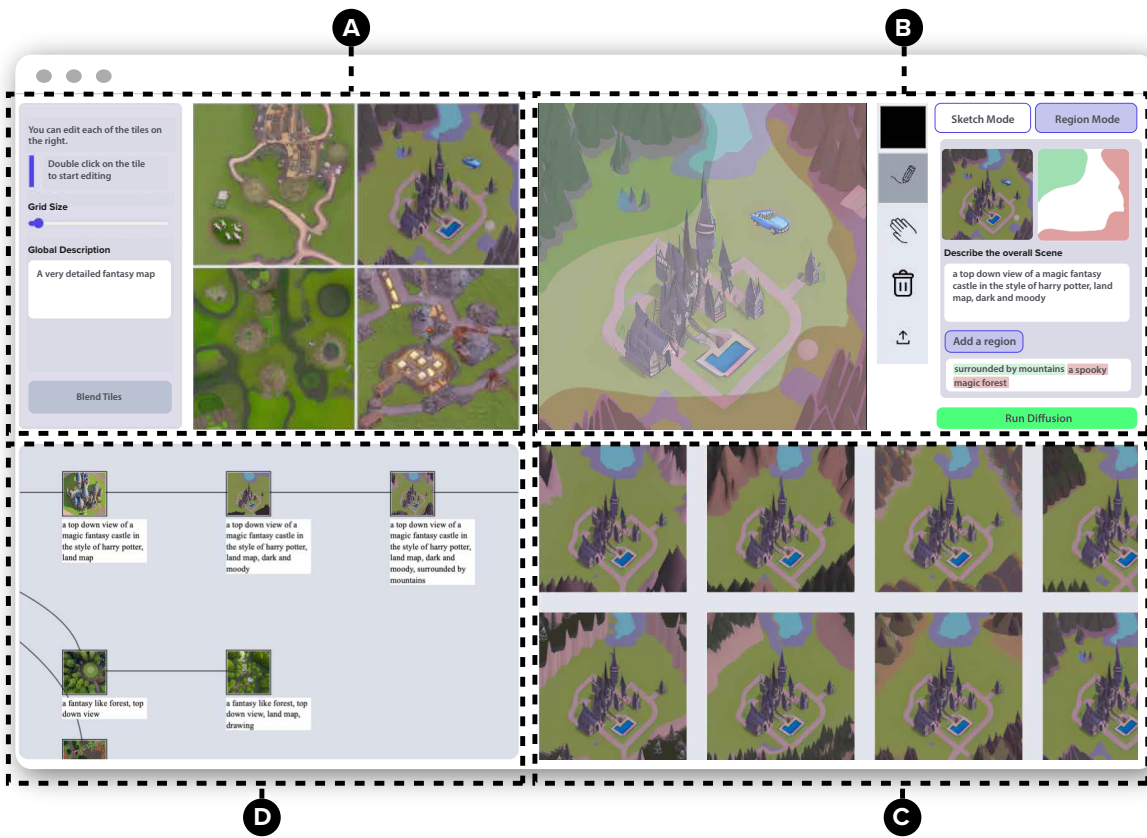 A
B
You can edit each of the tiles on
the right.
Double click on the tile
to start editing
Grid Size
Global Description
A very detailed fantasy map
Blend Tiles
Sketch Mode
Region Mode
Describe the overall Scene
a top down view of a magic fantasy
castle in the style of harry potter, land
map, dark and moody
Add a region
surrounded by mountains a spooky
magic forest
Run Diffusion
a top down view of a
magic fantasy castle in
the style of harry potter,
land map
a top down view of a
magic fantasy castle in
the style of harry potter,
land map, dark and
moody
a top down view of a
magic fantasy castle in
the style of harry potter,
land map, dark and
moody, surrounded by
mountains
a fantasy like forest, top
down view
a fantasy like forest, top
down view, land map,
drawing
D
C